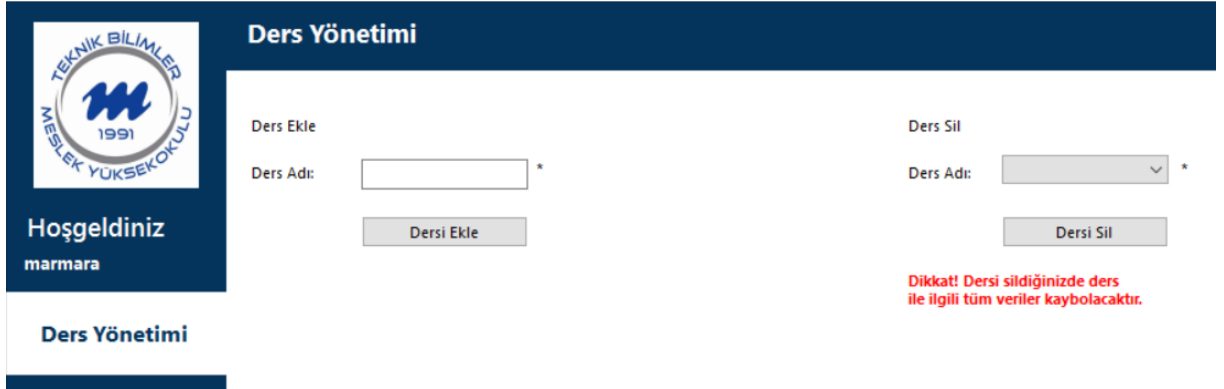 TEKNİK BİLİMLER
MESLEK YÜKSEKOKULU
m
1991
Hoşgeldiniz
marmara
Ders Yönetimi
Ders Yönetimi
Ders Ekle
Ders Adı: *
Dersi Ekle
Ders Sil
Ders Adı: *
Dersi Sil
Dikkat! Dersi sildiğinizde ders
ile ilgili tüm veriler kaybolacaktır.